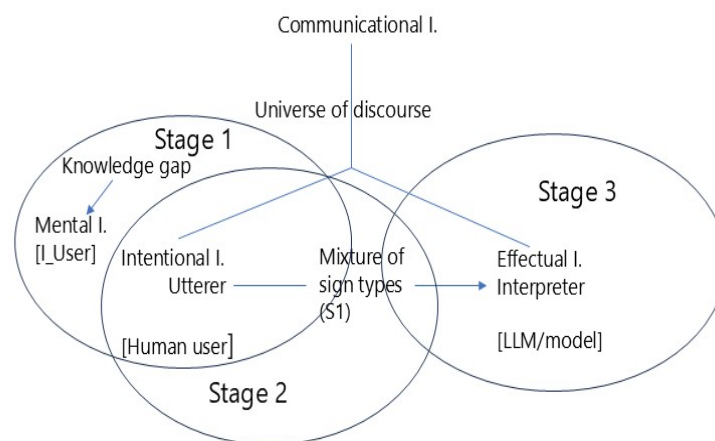 Communicational I.
Universe of discourse
Stage 1
Knowledge gap
Mental I.
[I_User]
Intentional I.
Utterer
[Human user]
Mixture of
sign types
(S1)
Stage 2
Stage 3
Effectual I.
Interpreter
[LLM/model]